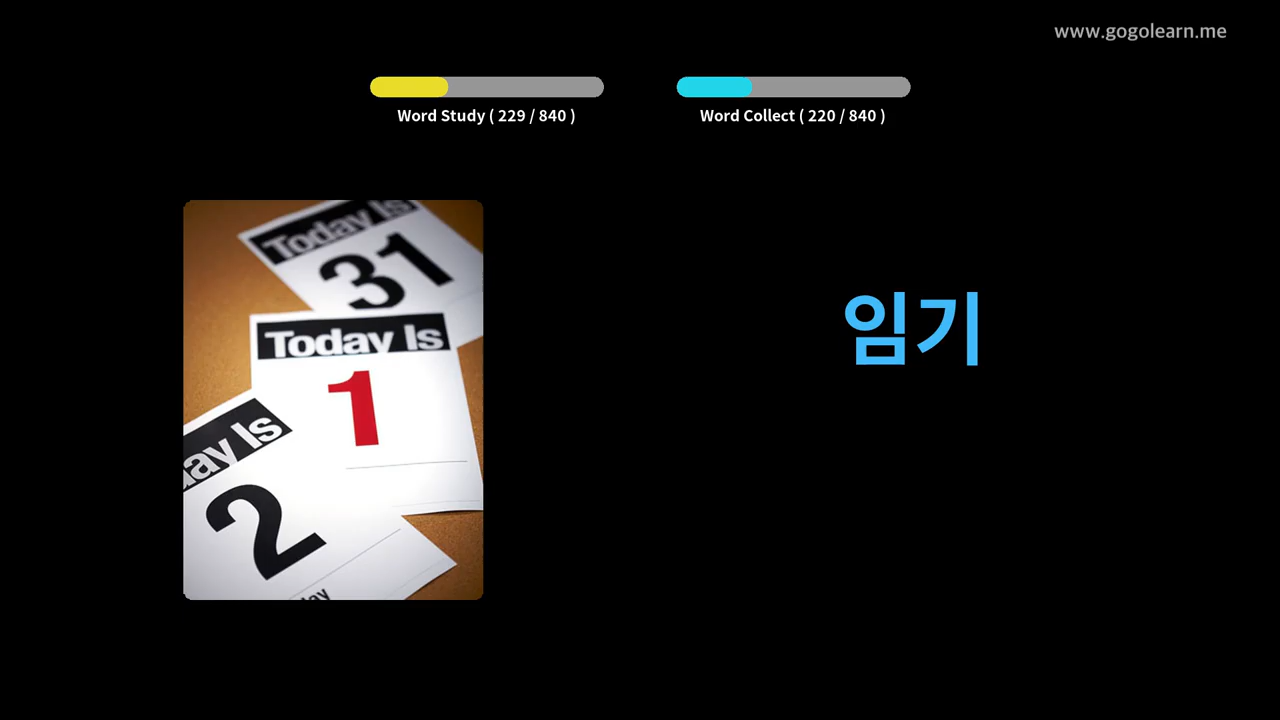 www.gogolearn.me
Word Study ( 229 / 840 )
Word Collect ( 220 / 840 )
Today Is
31
Today Is
1
ay Is
2
ay
임기